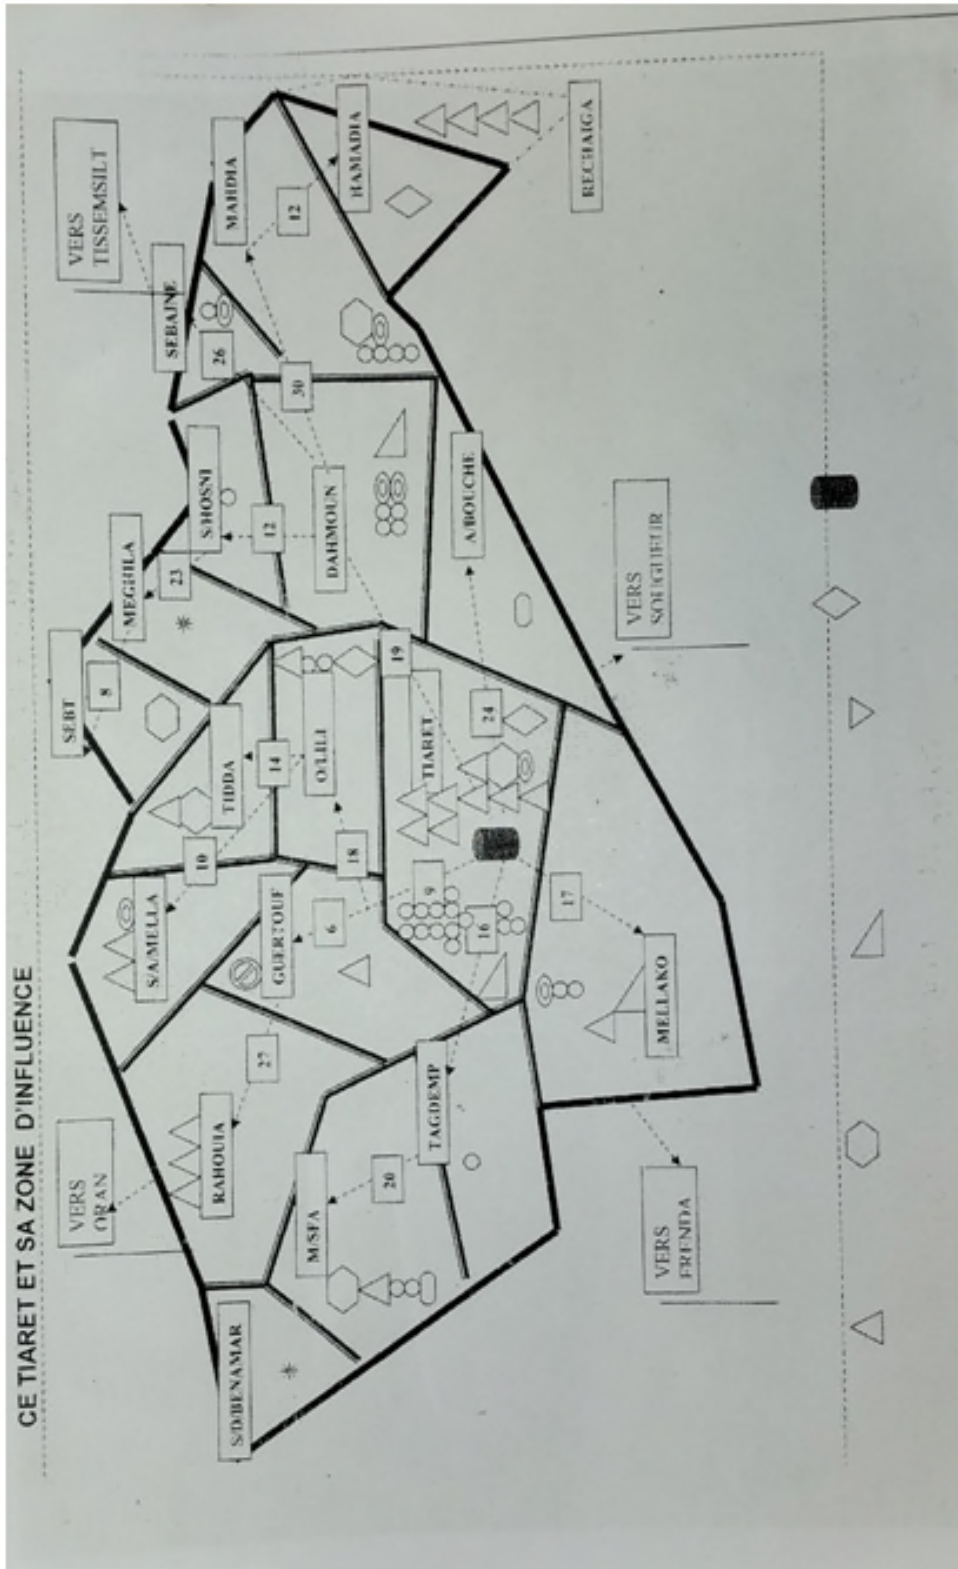 CE TIARET ET SA ZONE D'INFLUENCE
VERS
ORAN
SEBT
VERS
TISSEMSILT
8
MEGHILA
SEBAINE
S/A/MELLA
10
TIDDA
23
S/HOSNI
26
MAHDIA
S/D/BENAMAR
RAHOUIA
27
GUERTOUF
14
12
M/SFA
6
18
O/LILI
DAHMOUN
30
12
HAMADIA
20
TAGDEMP
9
16
TIARET
19
24
A/BOUCHE
17
RECHAIGA
MELLAKO
VERS
FRENDA
VERS
SOUGUEUR